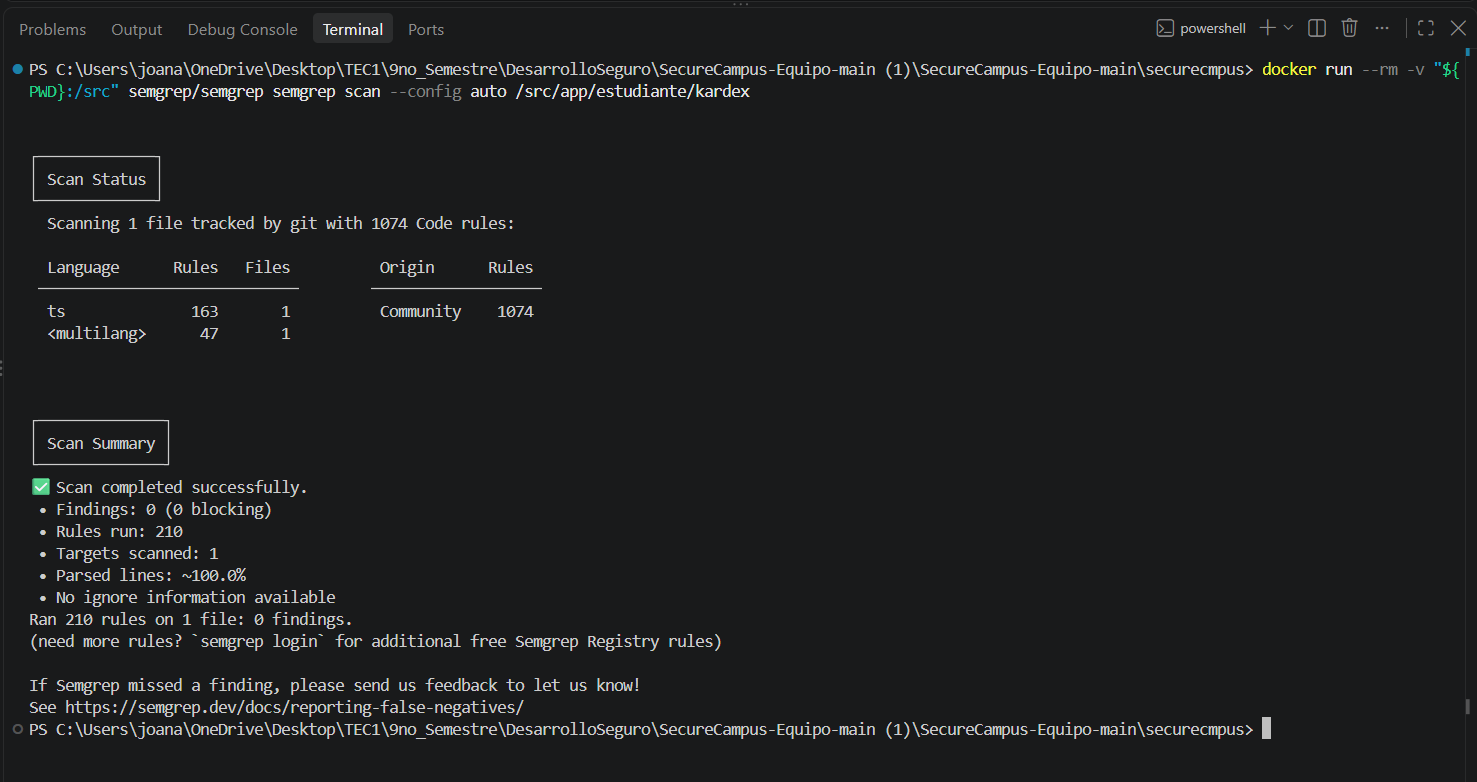 Problems Output Debug Console Terminal Ports powershell
PS C:\Users\joana\OneDrive\Desktop\TEC1\9no_Semestre\DesarrolloSeguro\SecureCampus-Equipo-main (1)\SecureCampus-Equipo-main\securecmpus> docker run --rm -v "${
PWD}:/src" semgrep/semgrep semgrep scan --config auto /src/app/estudiante/kardex
Scan Status
Scanning 1 file tracked by git with 1074 Code rules:
Language Rules Files Origin Rules
ts 163 1 Community 1074
<multilang> 47 1
Scan Summary
✅ Scan completed successfully.
• Findings: 0 (0 blocking)
• Rules run: 210
• Targets scanned: 1
• Parsed lines: ~100.0%
• No ignore information available
Ran 210 rules on 1 file: 0 findings.
(need more rules? `semgrep login` for additional free Semgrep Registry rules)
If Semgrep missed a finding, please send us feedback to let us know!
See https://semgrep.dev/docs/reporting-false-negatives/
PS C:\Users\joana\OneDrive\Desktop\TEC1\9no_Semestre\DesarrolloSeguro\SecureCampus-Equipo-main (1)\SecureCampus-Equipo-main\securecmpus>